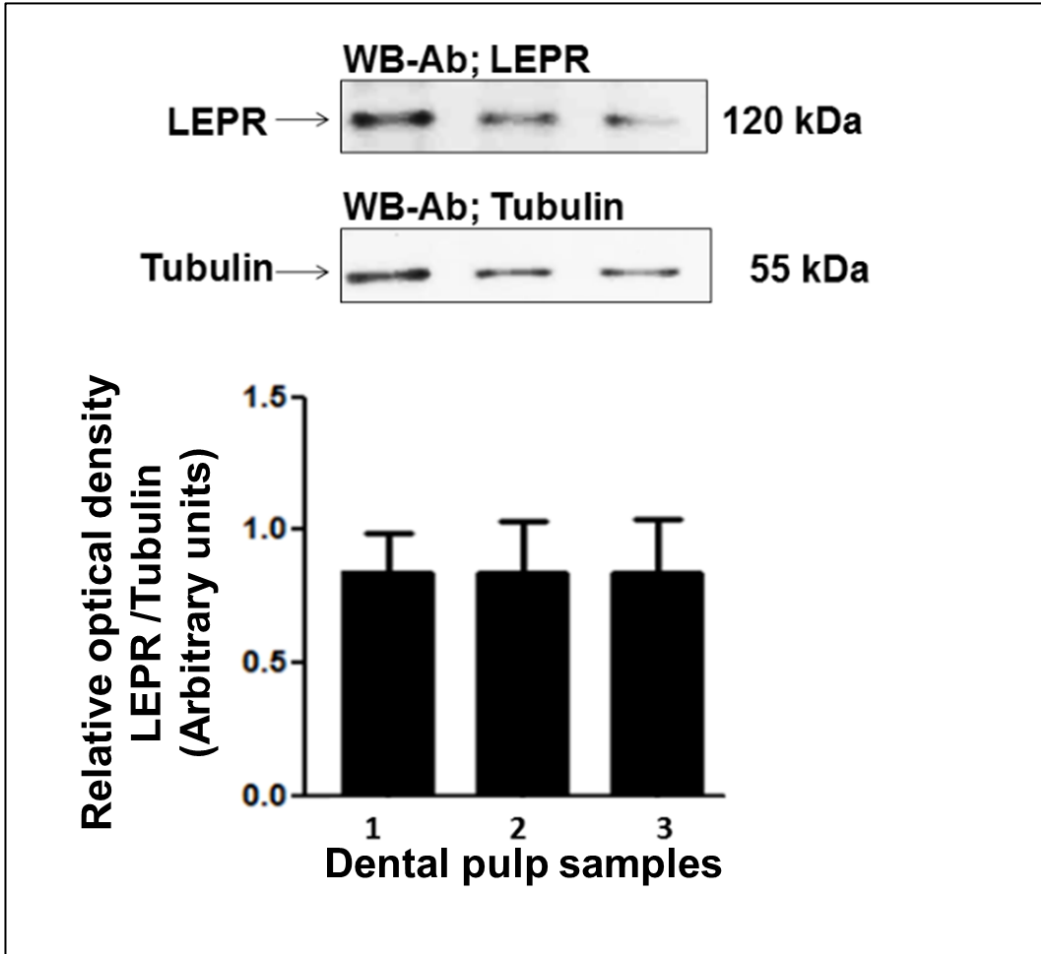 WB-Ab; LEPR
LEPR
120 kDa
WB-Ab; Tubulin
Tubulin
55 kDa
Relative optical density
LEPR /Tubulin
(Arbitrary units)
1.5
1.0
0.5
0.0
1 2 3
Dental pulp samples